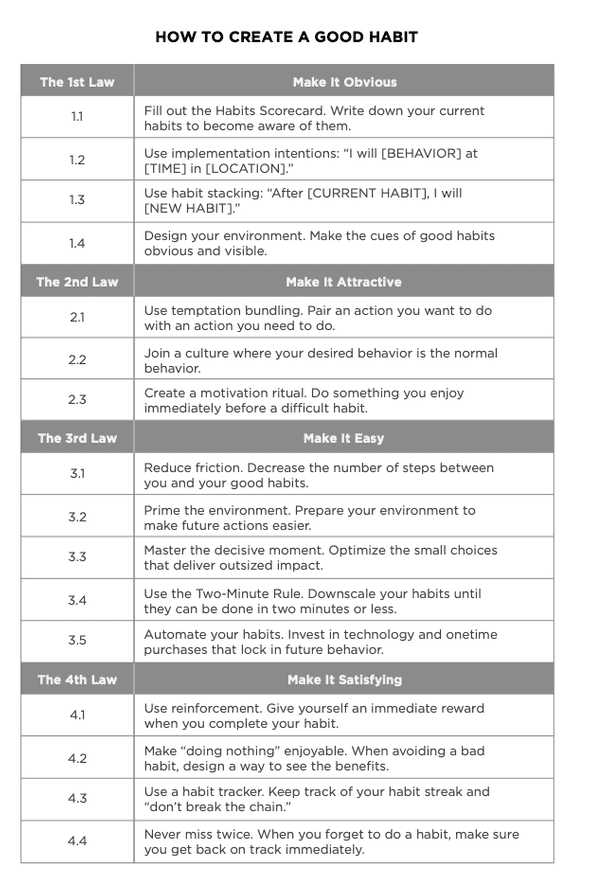 HOW TO CREATE A GOOD HABIT
The 1st Law Make It Obvious
1.1 Fill out the Habits Scorecard. Write down your current
habits to become aware of them.
1.2 Use implementation intentions: “I will [BEHAVIOR] at
[TIME] in [LOCATION].”
1.3 Use habit stacking: “After [CURRENT HABIT], I will
[NEW HABIT].”
1.4 Design your environment. Make the cues of good habits
obvious and visible.
The 2nd Law Make It Attractive
2.1 Use temptation bundling. Pair an action you want to do
with an action you need to do.
2.2 Join a culture where your desired behavior is the normal
behavior.
2.3 Create a motivation ritual. Do something you enjoy
immediately before a difficult habit.
The 3rd Law Make It Easy
3.1 Reduce friction. Decrease the number of steps between
you and your good habits.
3.2 Prime the environment. Prepare your environment to
make future actions easier.
3.3 Master the decisive moment. Optimize the small choices
that deliver outsized impact.
3.4 Use the Two-Minute Rule. Downscale your habits until
they can be done in two minutes or less.
3.5 Automate your habits. Invest in technology and onetime
purchases that lock in future behavior.
The 4th Law Make It Satisfying
4.1 Use reinforcement. Give yourself an immediate reward
when you complete your habit.
4.2 Make “doing nothing” enjoyable. When avoiding a bad
habit, design a way to see the benefits.
4.3 Use a habit tracker. Keep track of your habit streak and
“don’t break the chain.”
4.4 Never miss twice. When you forget to do a habit, make sure
you get back on track immediately.